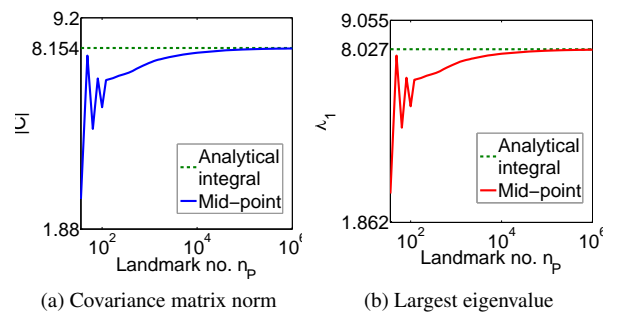 9.2
8.154
1.88
|C|
10^2
10^4
10^6
Landmark no. n_P
Analytical
integral
Mid-point
(a) Covariance matrix norm
9.055
8.027
1.862
λ_1
10^2
10^4
10^6
Landmark no. n_P
Analytical
integral
Mid-point
(b) Largest eigenvalue